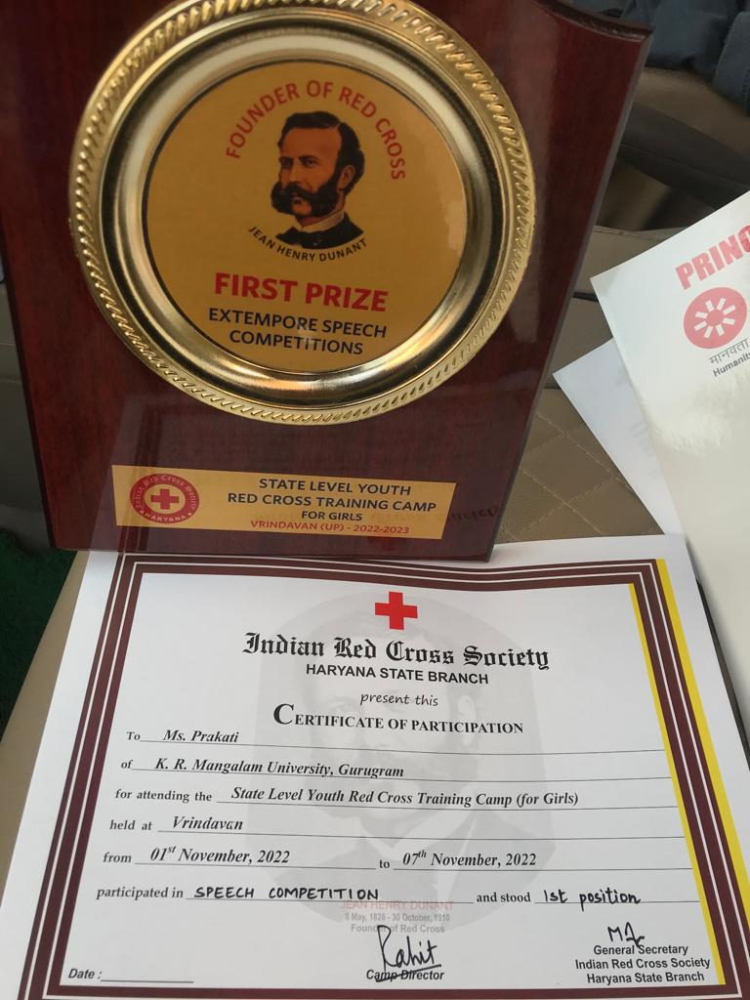 FOUNDER OF RED CROSS
JEAN HENRY DUNANT
FIRST PRIZE
EXTEMPORE SPEECH
COMPETITIONS
Indian Red Cross Society
HARYANA
STATE LEVEL YOUTH
RED CROSS TRAINING CAMP
FOR GIRLS
VRINDAVAN (UP) - 2022-2023
मानवता
Indian Red Cross Society
HARYANA STATE BRANCH
present this
CERTIFICATE OF PARTICIPATION
To Ms. Prakati
of K. R. Mangalam University, Gurugram
for attending the State Level Youth Red Cross Training Camp (for Girls)
held at Vrindavan
from 01st November, 2022 to 07th November, 2022
participated in SPEECH COMPETITION and stood 1st position
JEAN HENRY DUNANT
8 May, 1828 - 30 October, 1910
Founder of Red Cross
Camp Director
General Secretary
Indian Red Cross Society
Haryana State Branch
Date :